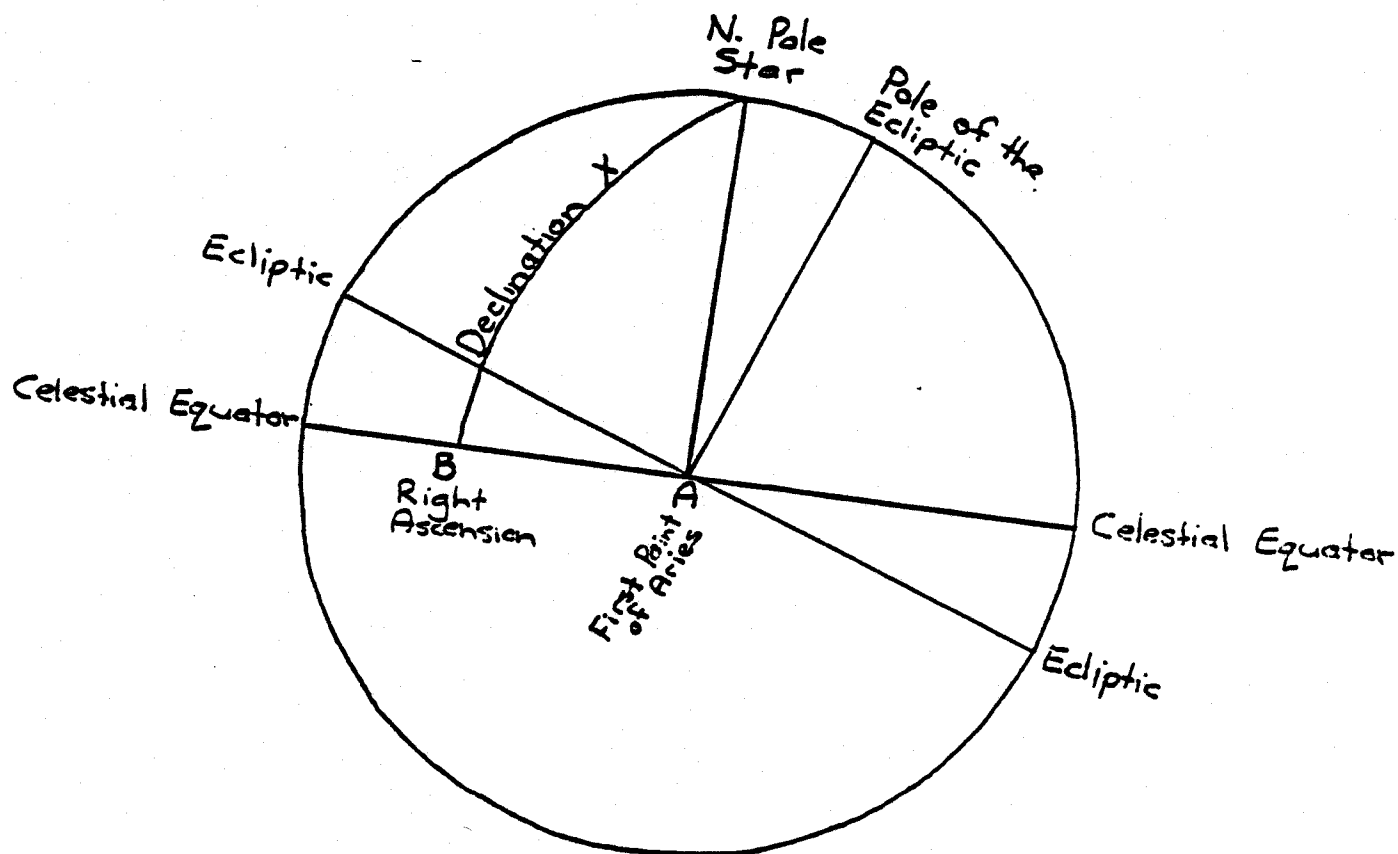 N. Pole
Star
Pole of the
Ecliptic
X
Declination
Ecliptic
Celestial Equator
B
Right
Ascension
A
First Point
of Aries
Celestial Equator
Ecliptic